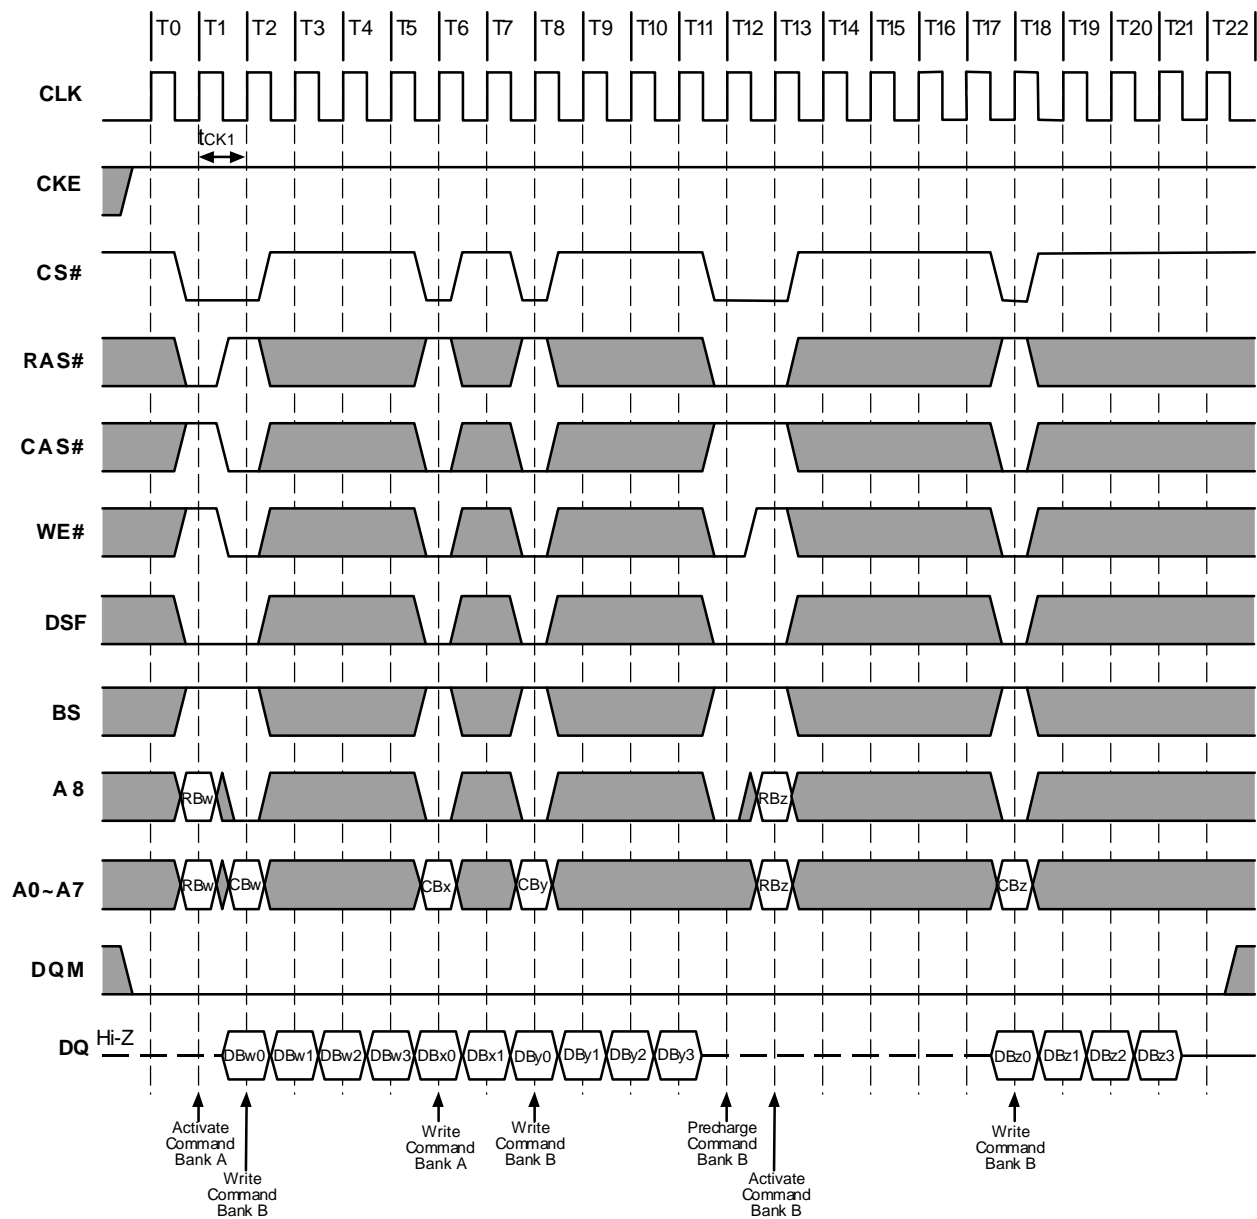 T0 T1 T2 T3 T4 T5 T6 T7 T8 T9 T10 T11 T12 T13 T14 T15 T16 T17 T18 T19 T20 T21 T22
CLK
tCK1
CKE
CS#
RAS#
CAS#
WE#
DSF
BS
A8
RBw RBz
A0~A7
RBw CBw CBx CBy RBz CBz
DQM
Hi-Z
DQ
DBw0 DBw1 DBw2 DBw3 DBx0 DBx1 DBy0 DBy1 DBy2 DBy3 DBz0 DBz1 DBz2 DBz3
Activate
Command
Bank A
Write
Command
Bank B
Write
Command
Bank A
Write
Command
Bank B
Precharge
Command
Bank B
Activate
Command
Bank B
Write
Command
Bank B